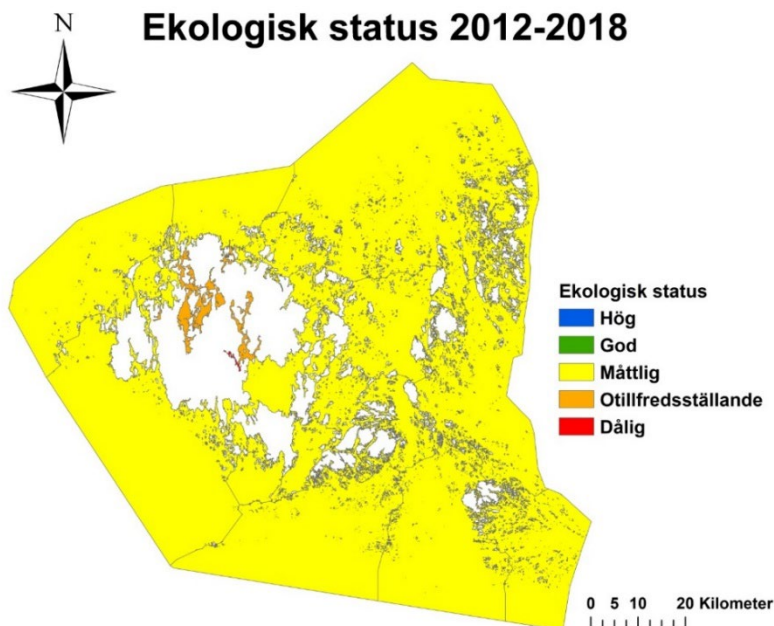 Ekologisk status 2012-2018
N
Ekologisk status
Hög
God
Måttlig
Otillfredsställande
Dålig
0 5 10 20 Kilometer